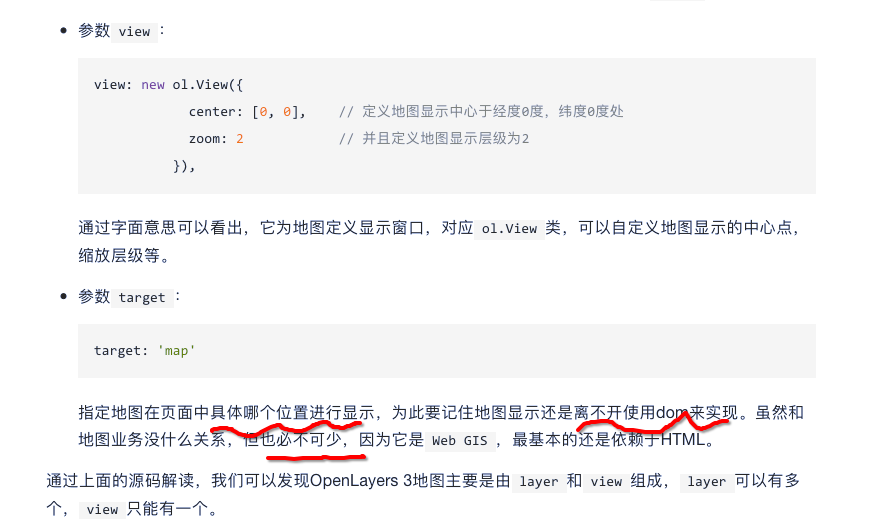 参数 view ：
view: new ol.View({
center: [0, 0],    // 定义地图显示中心于经度0度，纬度0度处
zoom: 2            // 并且定义地图显示层级为2
}),
通过字面意思可以看出，它为地图定义显示窗口，对应 ol.View 类，可以自定义地图显示的中心点，
缩放层级等。
参数 target ：
target: 'map'
指定地图在页面中具体哪个位置进行显示，为此要记住地图显示还是离不开使用dom来实现。虽然和
地图业务没什么关系，但也必不可少，因为它是 Web GIS ，最基本的还是依赖于HTML。
通过上面的源码解读，我们可以发现OpenLayers 3地图主要是由 layer 和 view 组成， layer 可以有多
个， view 只能有一个。